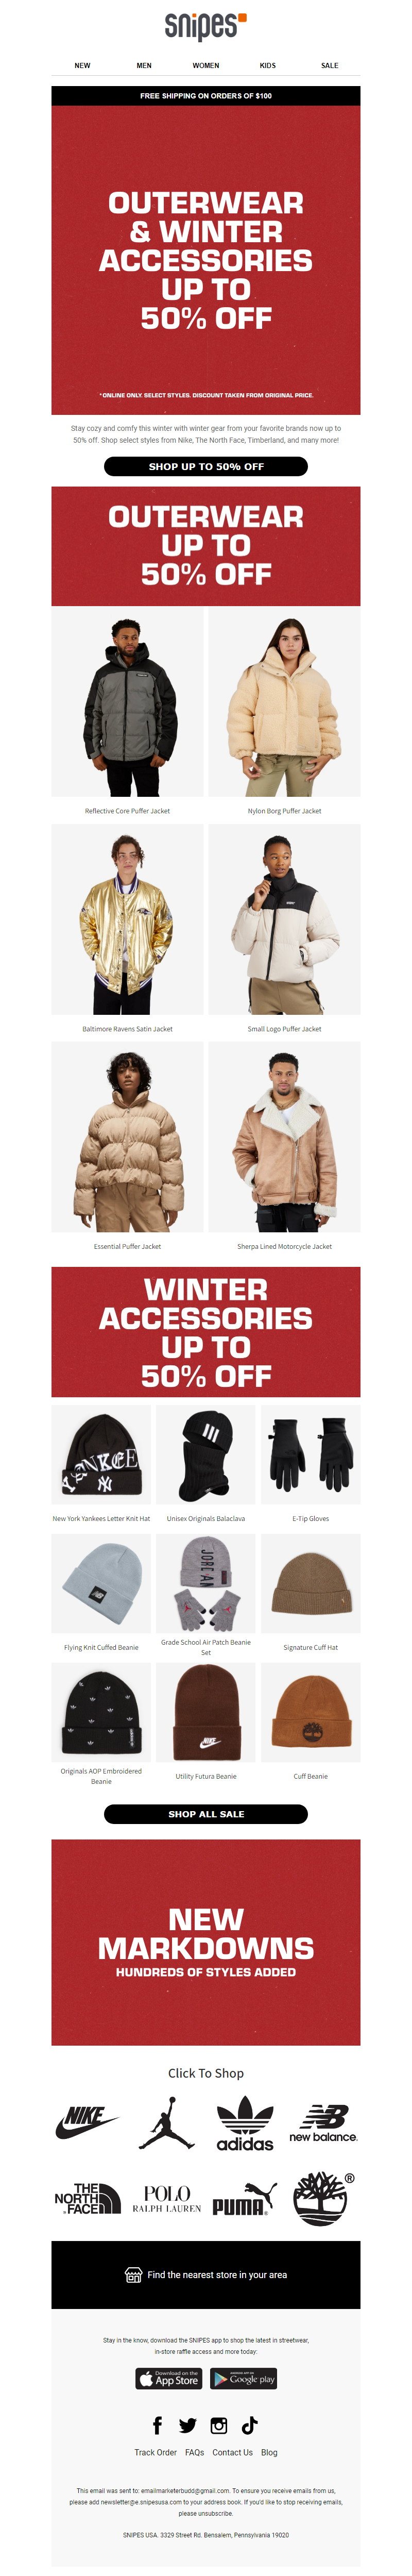 snipes
NEW MEN WOMEN KIDS SALE
FREE SHIPPING ON ORDERS OF $100
OUTERWEAR
& WINTER
ACCESSORIES
UP TO
50% OFF
*ONLINE ONLY. SELECT STYLES. DISCOUNT TAKEN FROM ORIGINAL PRICE.
Stay cozy and comfy this winter with winter gear from your favorite brands now up to
50% off. Shop select styles from Nike, The North Face, Timberland, and many more!
SHOP UP TO 50% OFF
OUTERWEAR
UP TO
50% OFF
Reflective Core Puffer Jacket
Nylon Borg Puffer Jacket
Baltimore Ravens Satin Jacket
Small Logo Puffer Jacket
Essential Puffer Jacket
Sherpa Lined Motorcycle Jacket
WINTER
ACCESSORIES
UP TO
50% OFF
YANKEE
NY
New York Yankees Letter Knit Hat
Unisex Originals Balaclava
E-Tip Gloves
JORDAN
Flying Knit Cuffed Beanie
Grade School Air Patch Beanie
Set
Signature Cuff Hat
NIKE
Originals AOP Embroidered
Beanie
Utility Futura Beanie
Cuff Beanie
SHOP ALL SALE
NEW
MARKDOWNS
HUNDREDS OF STYLES ADDED
Click To Shop
NIKE
adidas
new balance
THE
NORTH
FACE
POLO
RALPH LAUREN
PUMA
®
Find the nearest store in your area
Stay in the know, download the SNIPES app to shop the latest in streetwear,
in-store raffle access and more today:
Download on the
App Store
ANDROID APP ON
Google play
Track Order FAQs Contact Us Blog
This email was sent to: emailmarketerbudd@gmail.com. To ensure you receive emails from us,
please add newsletter@e.snipesusa.com to your address book. If you'd like to stop receiving emails,
please unsubscribe.
SNIPES USA. 3329 Street Rd. Bensalem, Pennsylvania 19020